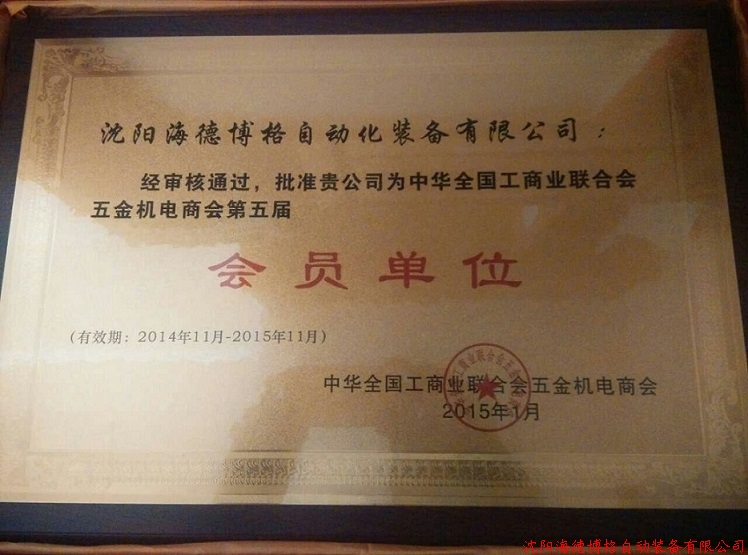 沈阳海德博格自动化装备有限公司：
经审核通过，批准贵公司为中华全国工商业联合会
五金机电商会第五届
会员单位
(有效期：2014年11月-2015年11月)
中华全国工商业联合会五金机电商会
2015年1月
沈阳海德博格自动装备有限公司